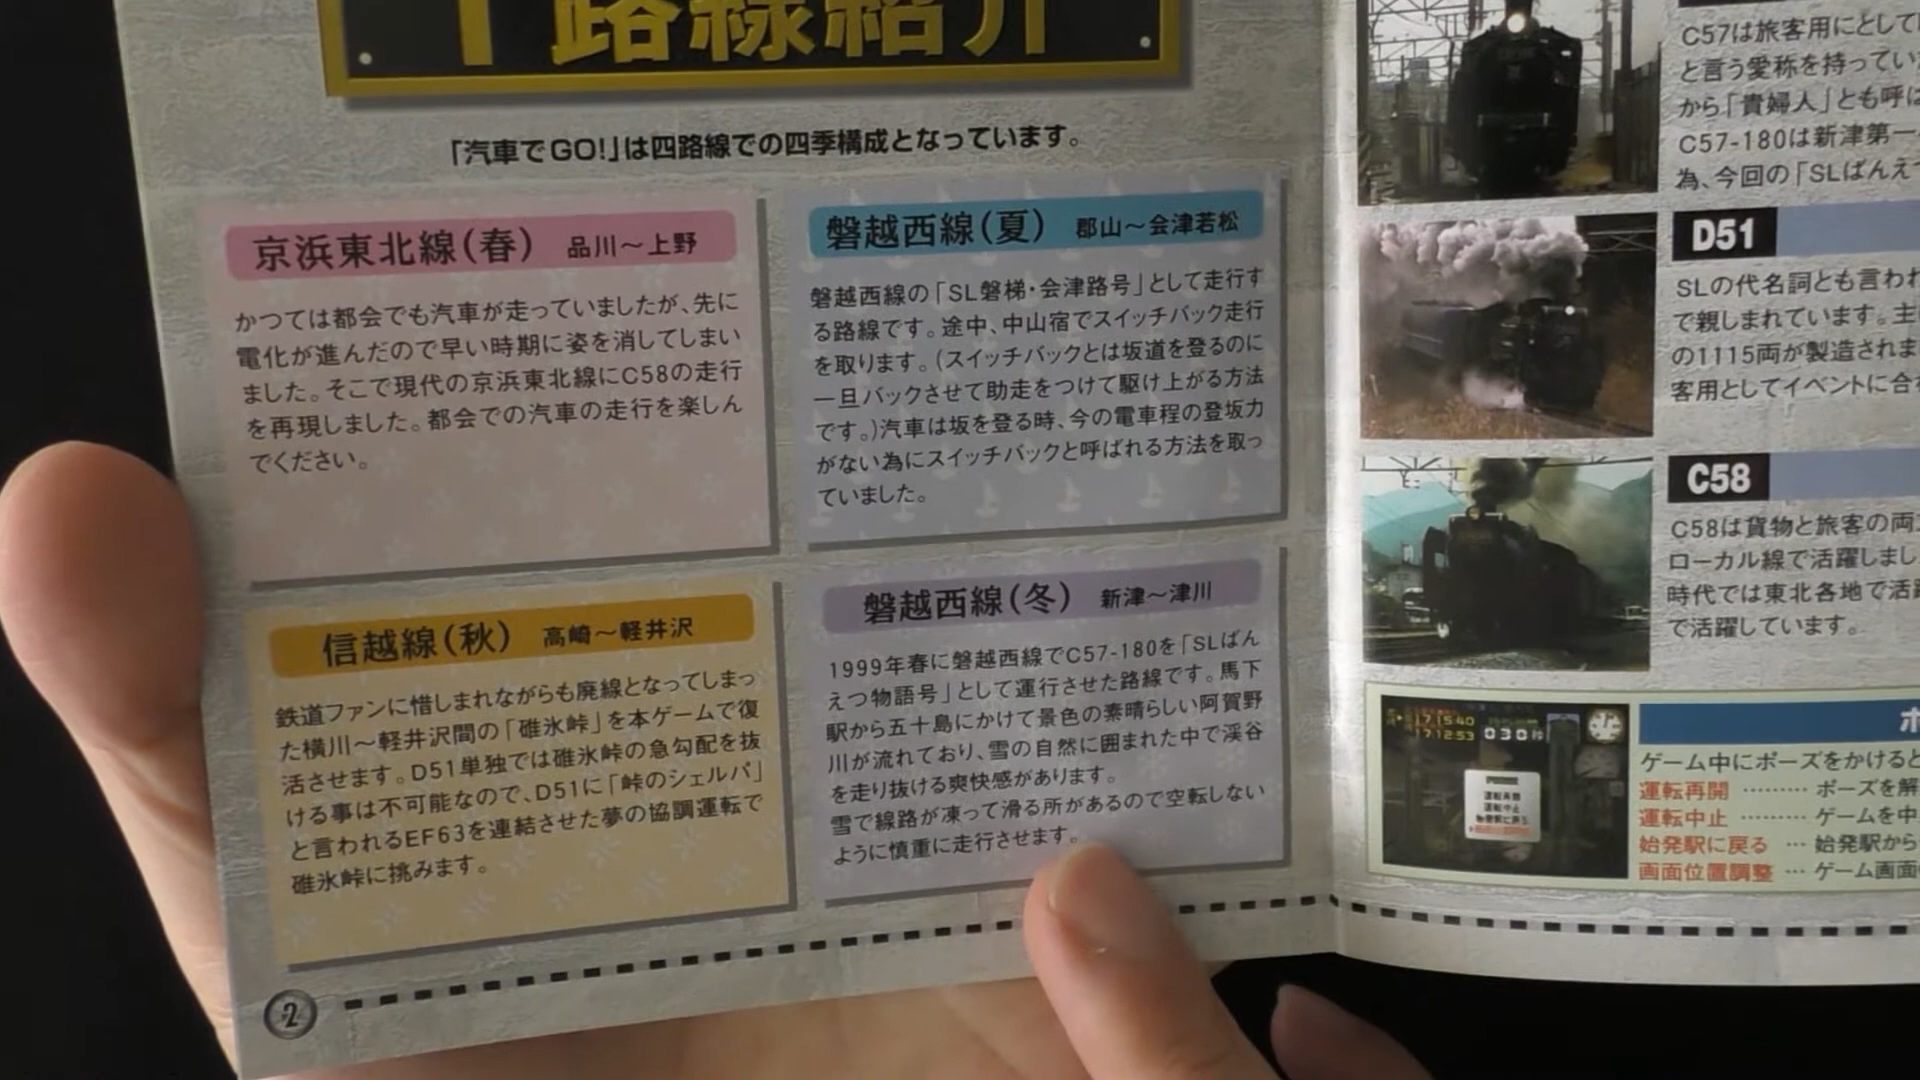 路線紹介
「汽車でGO!」は四路線での四季構成となっています。
京浜東北線(春) 品川～上野
かつては都会でも汽車が走っていましたが、先に
電化が進んだので早い時期に姿を消してしまい
ました。そこで現代の京浜東北線にC58の走行
を再現しました。都会での汽車の走行を楽しん
でください。
磐越西線(夏) 郡山～会津若松
磐越西線の「SL磐梯・会津路号」として走行す
る路線です。途中、中山宿でスイッチバック走行
を取ります。(スイッチバックとは坂道を登るのに
一旦バックさせて助走をつけて駆け上がる方法
です。)汽車は坂を登る時、今の電車程の登坂力
がない為にスイッチバックと呼ばれる方法を取っ
ていました。
信越線(秋) 高崎～軽井沢
鉄道ファンに惜しまれながらも廃線となってしまっ
た横川～軽井沢間の「碓氷峠」を本ゲームで復
活させます。D51単独では碓氷峠の急勾配を抜
ける事は不可能なので、D51に「峠のシェルパ」
と言われるEF63を連結させた夢の協調運転で
碓氷峠に挑みます。
磐越西線(冬) 新津～津川
1999年春に磐越西線でC57-180を「SLばん
えつ物語号」として運行させた路線です。馬下
駅から五十島にかけて景色の素晴らしい阿賀野
川が流れており、雪の自然に囲まれた中で渓谷
を走り抜ける爽快感があります。
雪で線路が凍って滑る所があるので空転しない
ように慎重に走行させます。
2
C57は旅客用にとして
と言う愛称を持ってい
から「貴婦人」とも呼は
C57-180は新津第一
為、今回の「SLばんえ
D51
SLの代名詞とも言われ
で親しまれています。主
の1115両が製造されま
客用としてイベントに合
C58
C58は貨物と旅客の両
ローカル線で活躍しまし
時代では東北各地で活躍
で活躍しています。
17:15:40
17:12:53
030秒
運転再開
運転中止
始発駅に戻る
ゲーム中にポーズをかけると
運転再開 ……… ポーズを解
運転中止 ……… ゲームを中
始発駅に戻る … 始発駅から
画面位置調整 … ゲーム画面